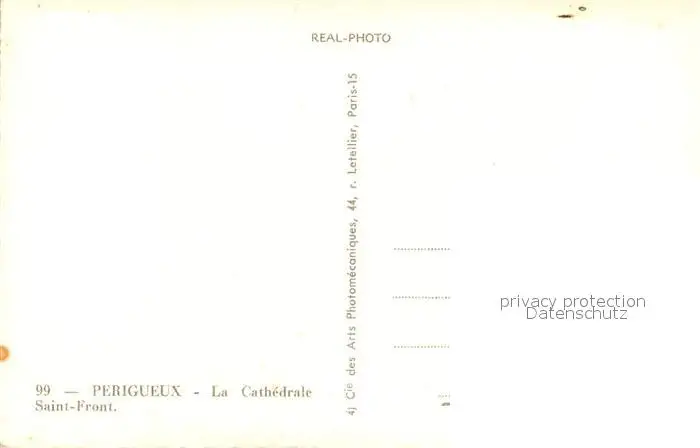 REAL-PHOTO
4) Cie des Arts Photomécaniques, 44, r. Letellier, Paris-15
privacy protection
Datenschutz
99 — PERIGUEUX - La Cathédrale
Saint-Front.